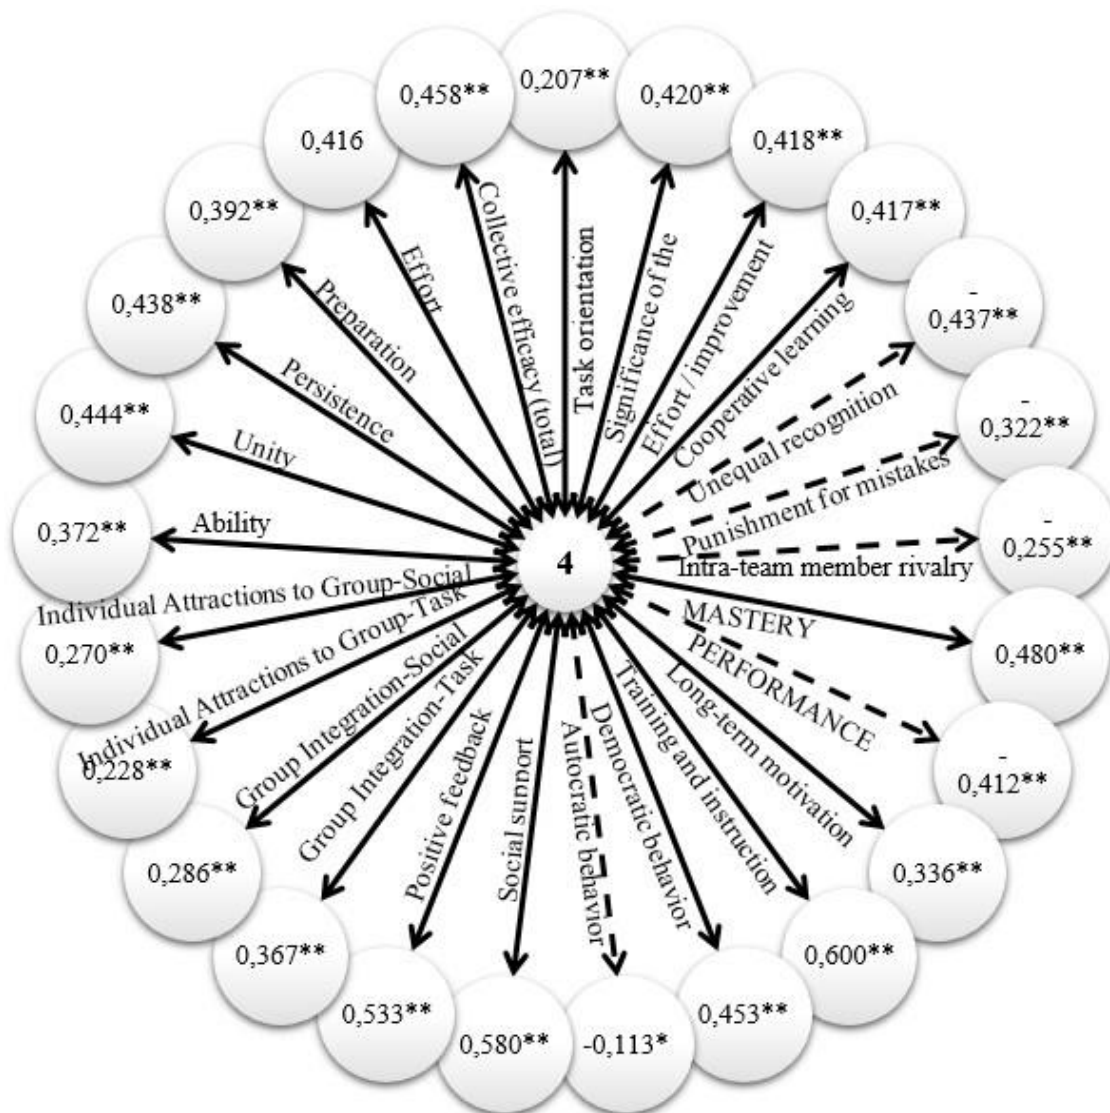 0,207**
0,420**
0,418**
0,417**
-
0,437**
-
0,322**
-
0,255**
0,480**
-
0,412**
0,336**
0,600**
0,453**
-0,113*
0,580**
0,533**
0,367**
0,286**
0,228**
0,270**
0,372**
0,444**
0,438**
0,392**
0,416
0,458**
Task orientation
Significance of the
Effort / improvement
Cooperative learning
Unequal recognition
Punishment for mistakes
Intra-team member rivalry
MASTERY
PERFORMANCE
Long-term motivation
Training and instruction
Democratic behavior
Autocratic behavior
Social support
Positive feedback
Group Integration-Task
Group Integration-Social
Individual Attractions to Group-Task
Individual Attractions to Group-Social
Ability
Unity
Persistence
Preparation
Effort
Collective efficacy (total)
4